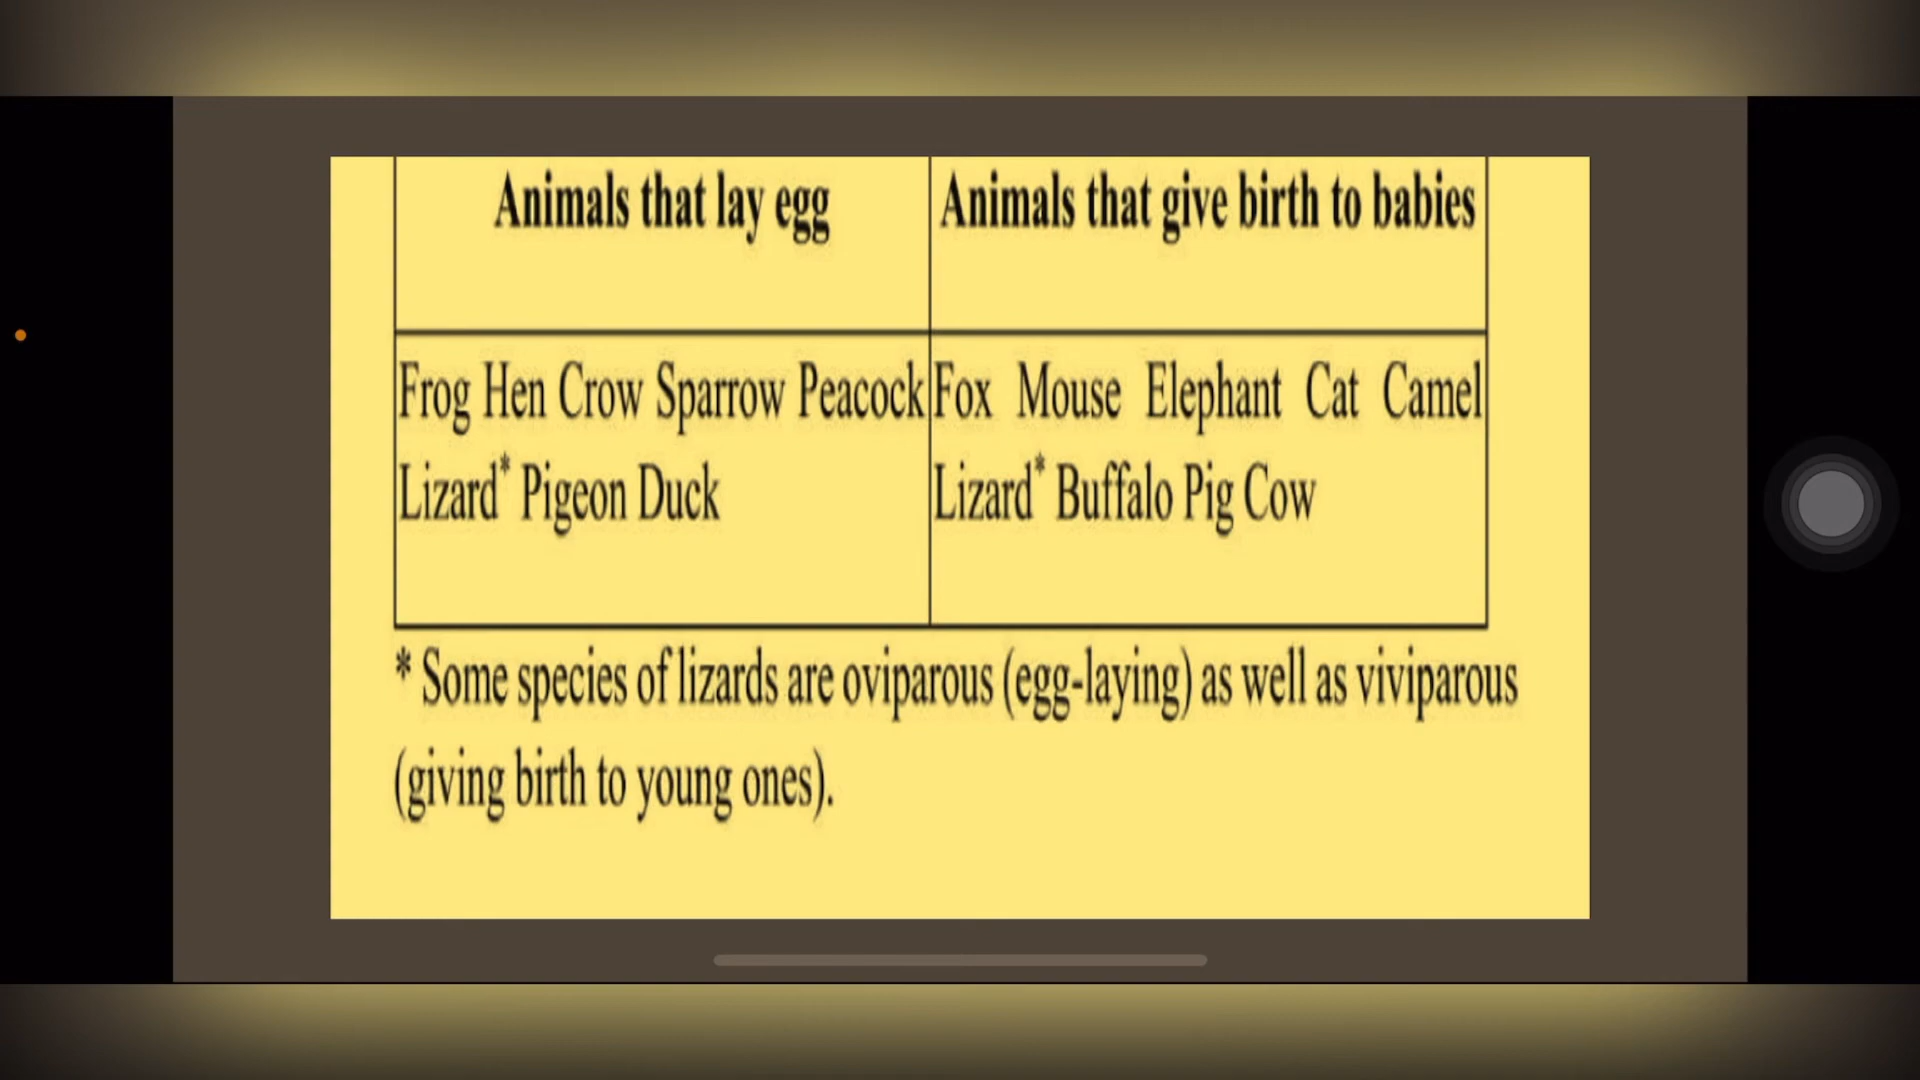 Animals that lay egg
Animals that give birth to babies
Frog Hen Crow Sparrow Peacock
Lizard* Pigeon Duck
Fox Mouse Elephant Cat Camel
Lizard* Buffalo Pig Cow
* Some species of lizards are oviparous (egg-laying) as well as viviparous
(giving birth to young ones).